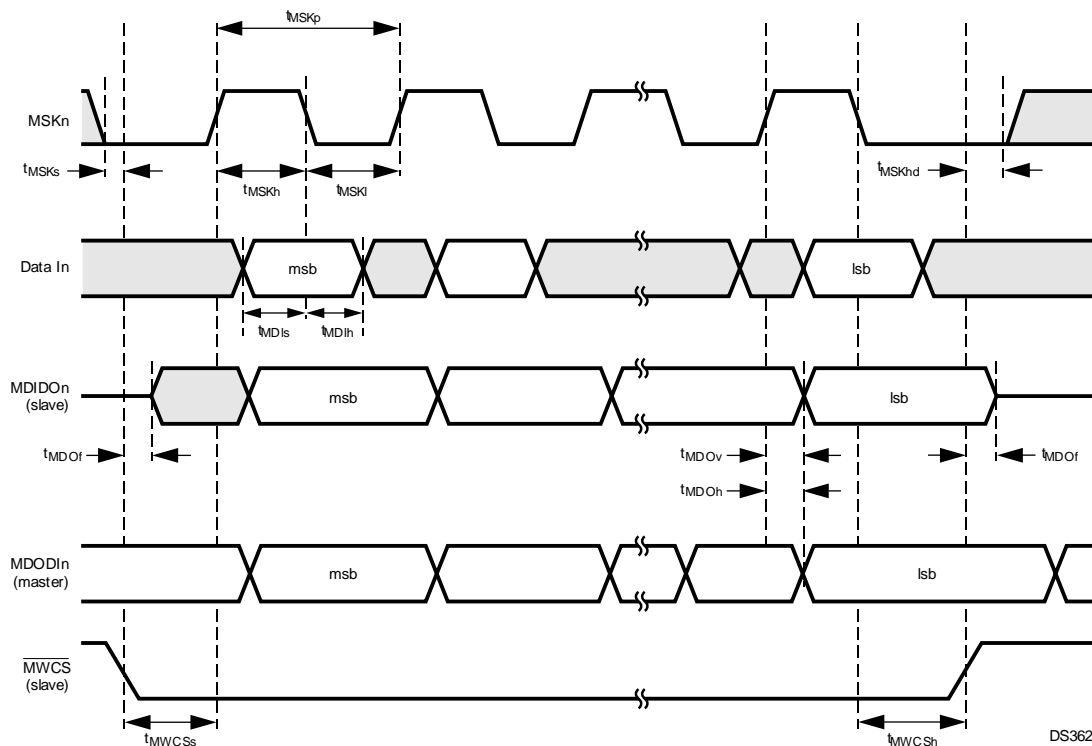 tMSKp
MSKn
tMSKs
tMSKh
tMSKl
tMSKhd
Data In
msb
lsb
tMDIs
tMDIh
MDIDOn
(slave)
msb
lsb
tMDOf
tMDOv
tMDOf
tMDOh
MDODIn
(master)
msb
lsb
MWCS
(slave)
tMWCSs
tMWCSh
DS362